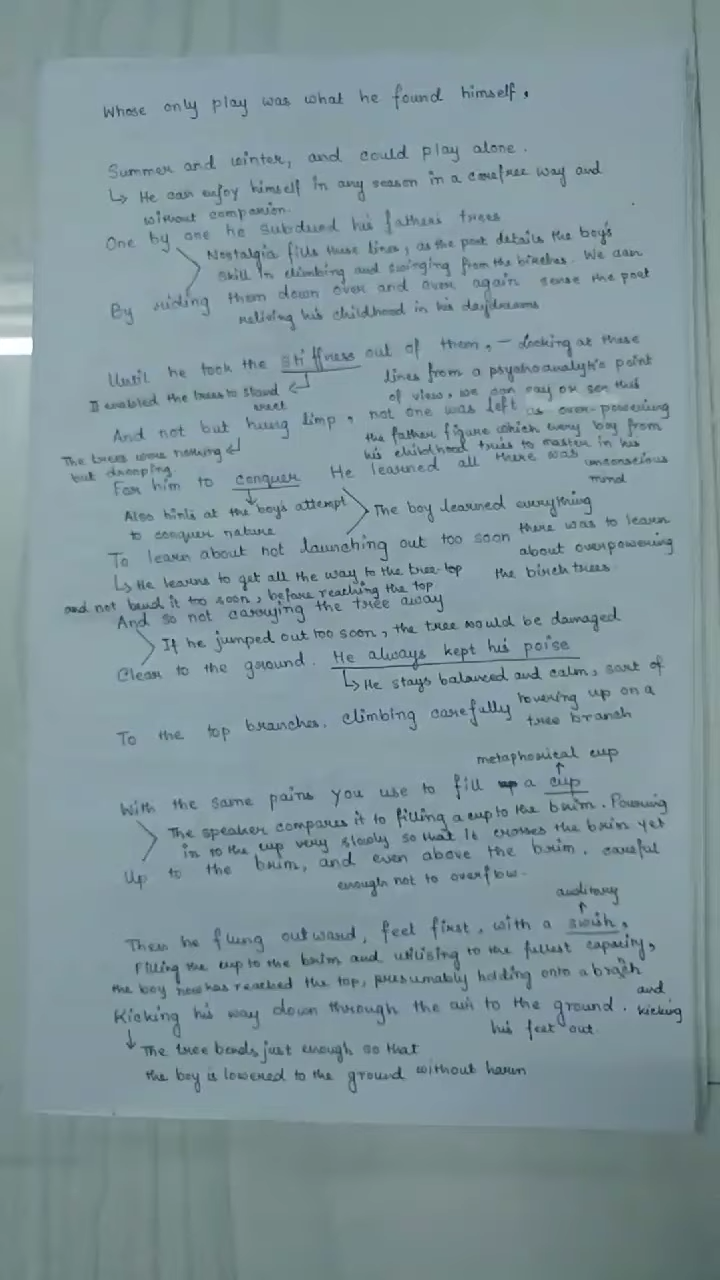 Whose only play was what he found himself,
Summer and winter, and could play alone.
↳ He can enjoy himself in any season in a carefree way and
without companion.
One by one he subdued his father's trees
Nostalgia fills these lines, as the poet details the boy's
skill in climbing and swinging from the birches. We can
By riding them down over and over again sense the poet
reliving his childhood in his daydreams
Until he took the stiffness out of them, – Looking at these
It enabled the trees to stand erect
lines from a psychoanalytic point
of view, we can say or see this
And not but hung limp, not one was left as over-powering
The trees were nothing but drooping
the father figure which every boy from
his childhood tries to master in his
unconscious mind
For him to conquer He learned all there was
Also hints at the boy's attempt
to conquer nature
The boy learned everything
there was to learn
about overpowering
the birch trees
To learn about not launching out too soon
↳ He learns to get all the way to the tree-top
and not bend it too soon, before reaching the top.
And so not carrying the tree away
If he jumped out too soon, the tree would be damaged
Clear to the ground. He always kept his poise
↳ He stays balanced and calm, sort of
hovering up on a
tree branch
To the top branches, climbing carefully
metaphorical cup
With the same pains you use to fill a cup
The speaker compares it to filling a cup to the brim. Pouring
in to the cup very slowly so that it crosses the brim yet
Up to the brim, and even above the brim. careful
enough not to overflow.
auditory
Then he flung outward, feet first, with a swish,
Filling the cup to the brim and utilising to the fullest capacity,
the boy now has reached the top, presumably holding onto a branch
and kicking
his feet out.
Kicking his way down through the air to the ground.
The tree bends just enough so that
the boy is lowered to the ground without harm